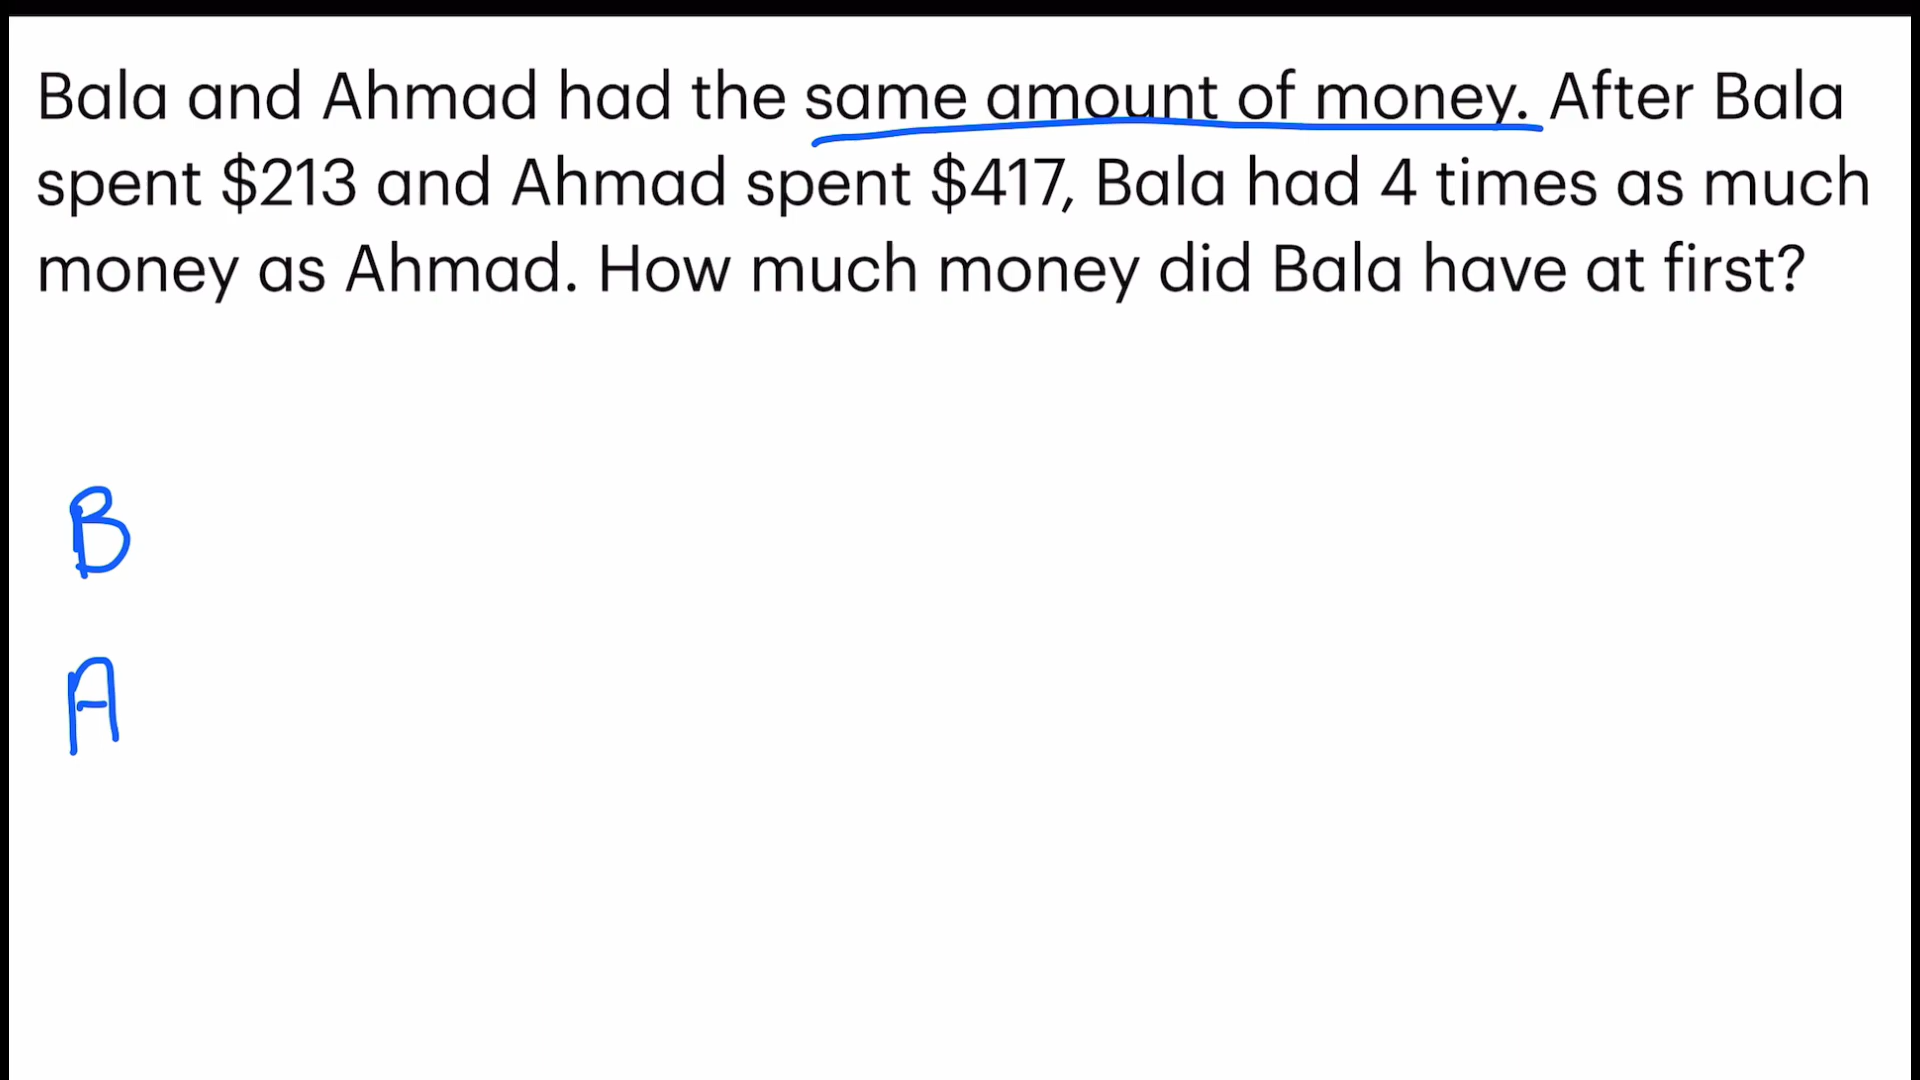 Bala and Ahmad had the same amount of money. After Bala
spent $213 and Ahmad spent $417, Bala had 4 times as much
money as Ahmad. How much money did Bala have at first?
B
A